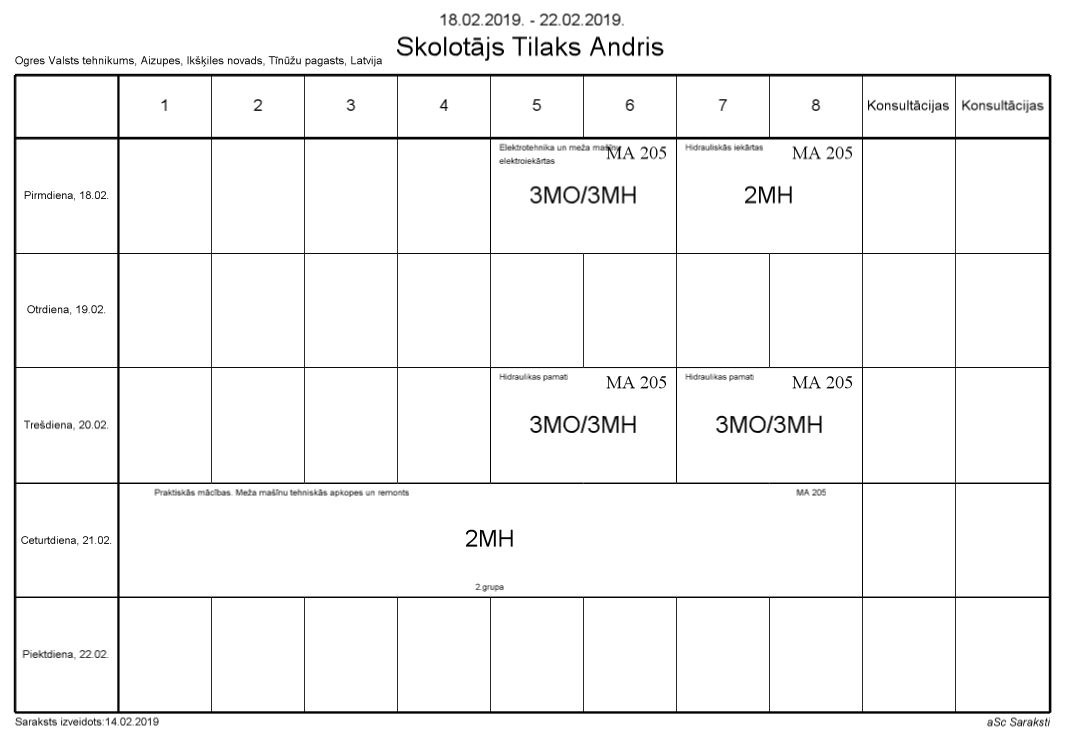 18.02.2019. - 22.02.2019.
Skolotājs Tilaks Andris
Ogres Valsts tehnikums, Aizupes, Ikšķiles novads, Tīnūžu pagasts, Latvija
1 2 3 4 5 6 7 8 Konsultācijas Konsultācijas
Pirmdiena, 18.02.
Elektrotehnika un meža mašīnu
elektroiekārtas
MA 205
3MO/3MH
Hidrauliskās iekārtas
MA 205
2MH
Otrdiena, 19.02.
Trešdiena, 20.02.
Hidraulikas pamati
MA 205
3MO/3MH
Hidraulikas pamati
MA 205
3MO/3MH
Ceturtdiena, 21.02.
Praktiskās mācības. Meža mašīnu tehniskās apkopes un remonts
MA 205
2MH
2.grupa
Piektdiena, 22.02.
Saraksts izveidots:14.02.2019
aSc Saraksti